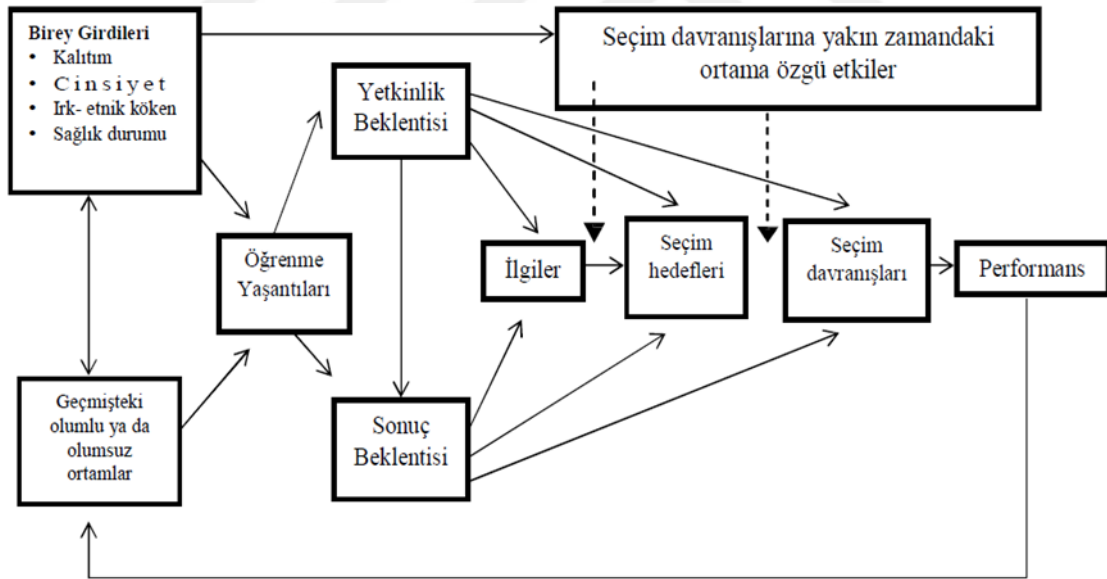 Birey Girdileri
• Kalıtım
• Cinsiyet
• Irk- etnik köken
• Sağlık durumu
Seçim davranışlarına yakın zamandaki
ortama özgü etkiler
Yetkinlik
Beklentisi
Öğrenme
Yaşantıları
İlgiler
Seçim
hedefleri
Seçim
davranışları
Performans
Geçmişteki
olumlu ya da
olumsuz
ortamlar
Sonuç
Beklentisi